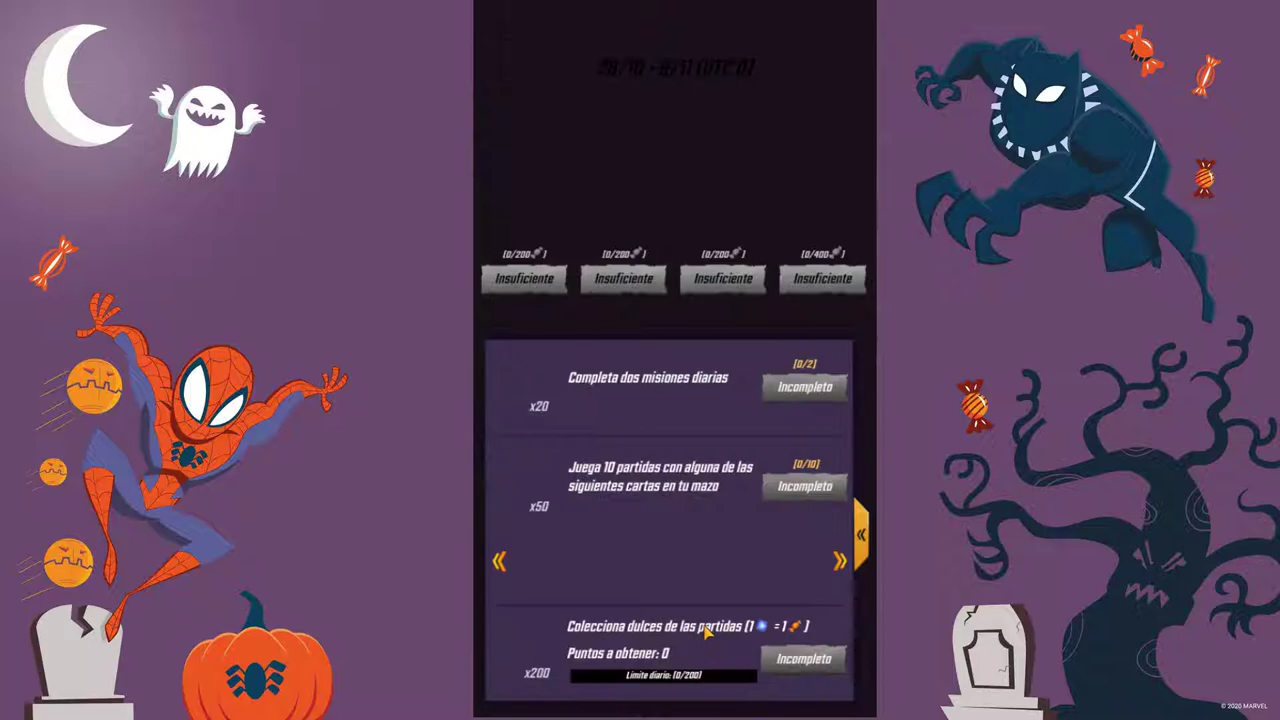 [0/200 ]
[0/200 ]
[0/200 ]
[0/400 ]
Insuficiente
Insuficiente
Insuficiente
Insuficiente
Completa dos misiones diarias
[0/2]
Incompleto
x20
Juega 10 partidas con alguna de las
siguientes cartas en tu mazo
[0/10]
Incompleto
x50
Colecciona dulces de las partidas [1 = 1 ]
Puntos a obtener: 0
Incompleto
x200
Límite diario: [0/200]
© 2020 MARVEL